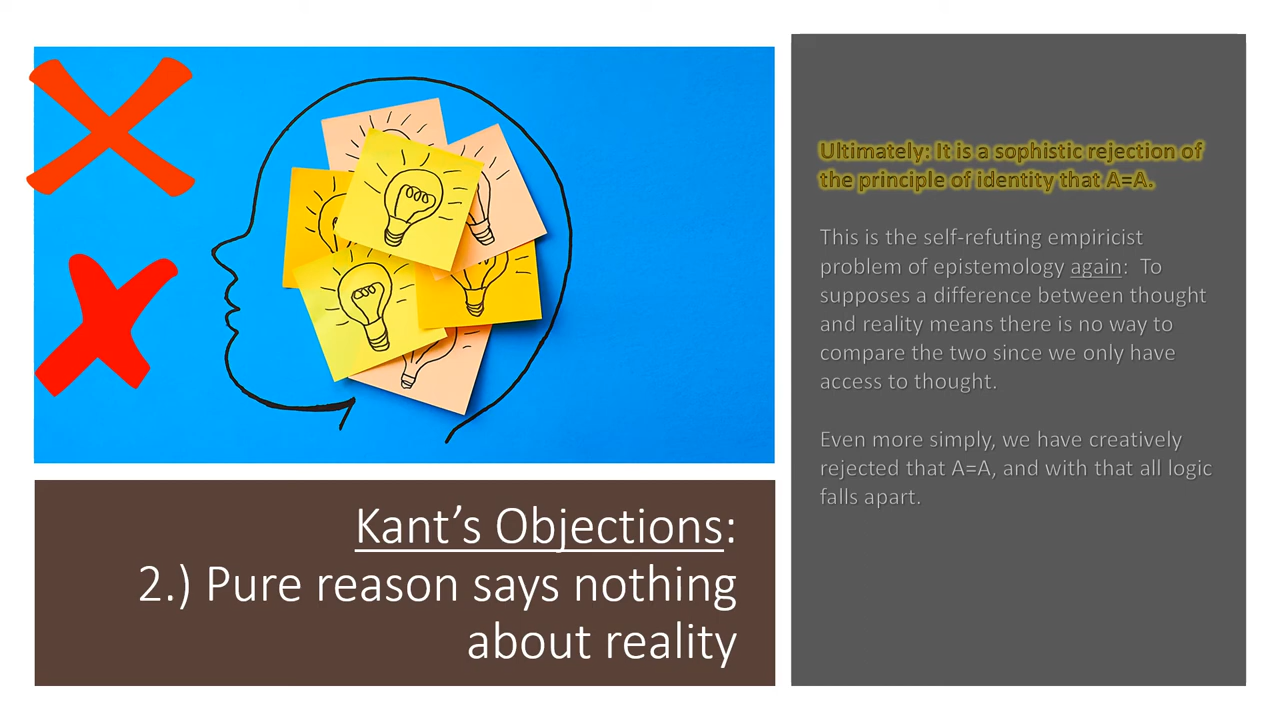 Kant's Objections:
2.) Pure reason says nothing
about reality
Ultimately: It is a sophistic rejection of
the principle of identity that A=A.
This is the self-refuting empiricist
problem of epistemology again: To
supposes a difference between thought
and reality means there is no way to
compare the two since we only have
access to thought.
Even more simply, we have creatively
rejected that A=A, and with that all logic
falls apart.